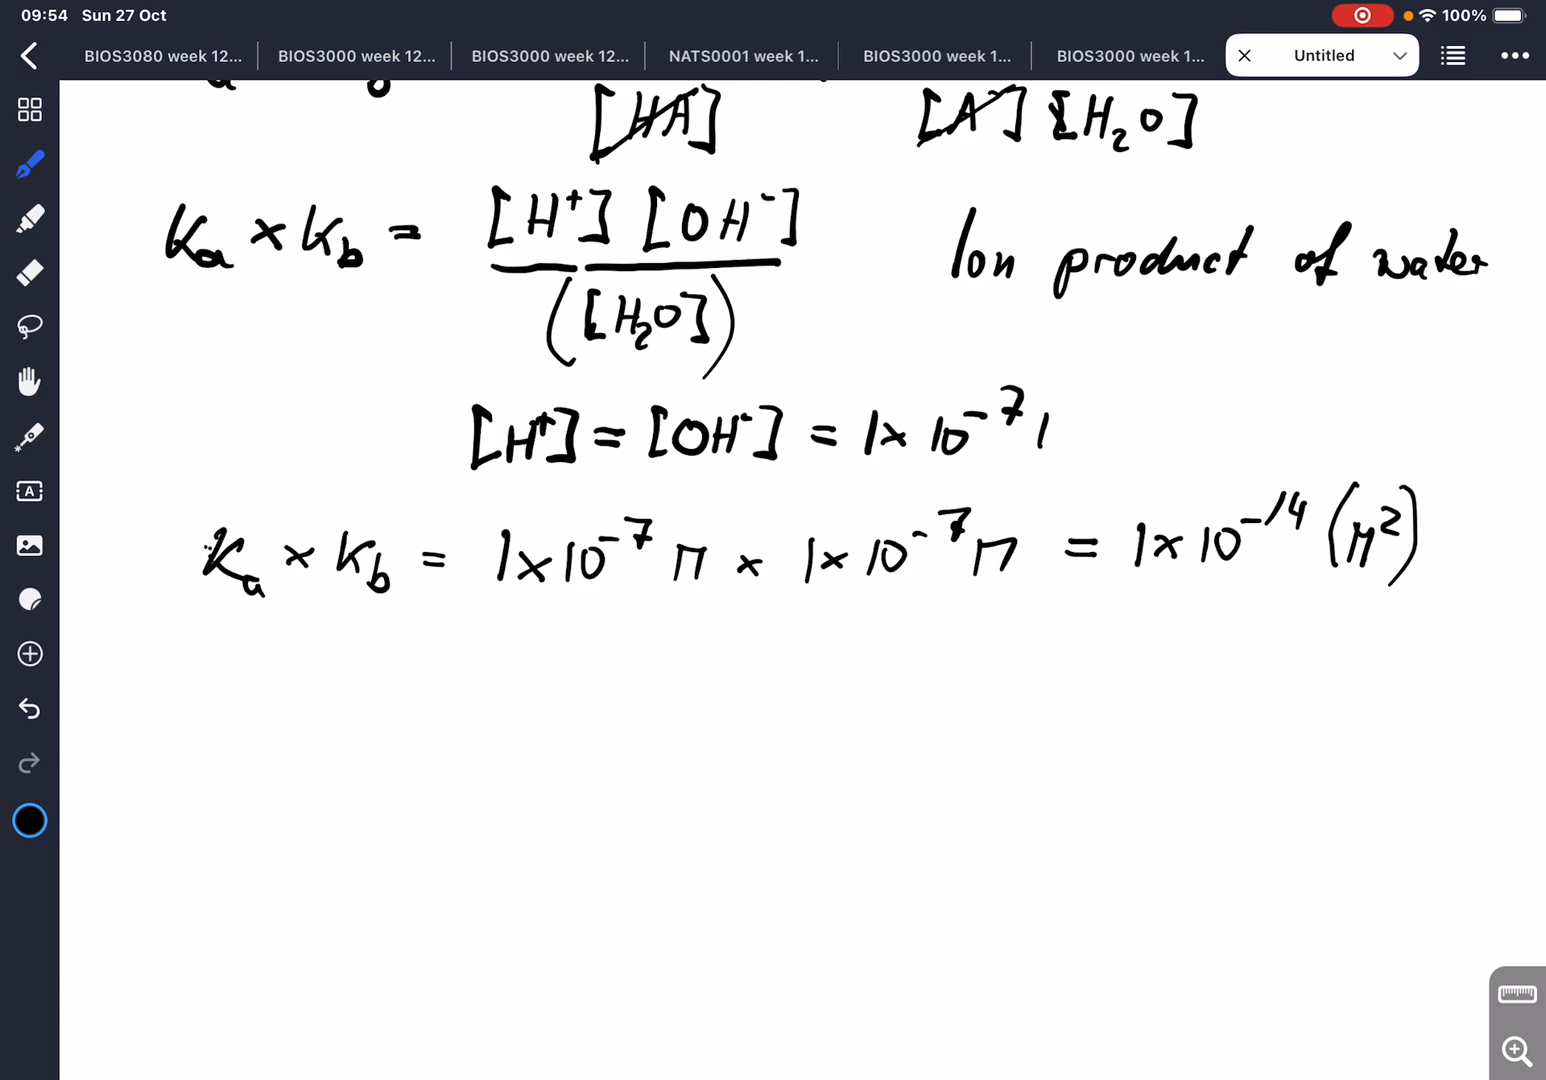 09:54 Sun 27 Oct 100%
BIOS3080 week 12... BIOS3000 week 12... BIOS3000 week 12... NATS0001 week 1... BIOS3000 week 1... BIOS3000 week 1... Untitled
[HA] [A⁻] [H₂O]
Ka × Kb = [H⁺] [OH⁻] Ion product of water
([H₂O])
[H⁺] = [OH⁻] = 1 × 10⁻⁷
Ka × Kb = 1 × 10⁻⁷ M × 1 × 10⁻⁷ M = 1 × 10⁻¹⁴ (M²)